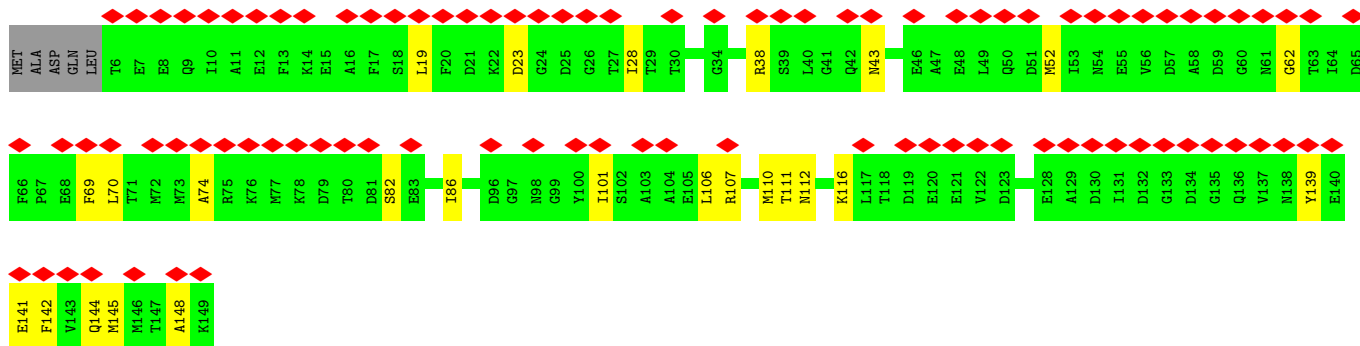 MET ALA ASP GLN LEU T6 E7 E8 Q9 I10 A11 E12 F13 K14 E15 A16 F17 S18 L19 F20 D21 K22 D23 G24 D25 G26 T27 I28 T29 T30 G34 R38 S39 L40 G41 Q42 N43 E46 A47 E48 L49 Q50 D51 M52 I53 N54 E55 V56 D57 A58 D59 G60 N61 G62 T63 I64 D65
F66 P67 E68 F69 L70 T71 M72 M73 A74 R75 K76 M77 K78 D79 T80 D81 S82 E83 I86 D96 G97 N98 G99 Y100 I101 S102 A103 A104 E105 L106 R107 M110 T111 N112 K116 L117 T118 D119 E120 E121 V122 D123 E128 A129 D130 I131 D132 G133 D134 G135 Q136 V137 N138 Y139 E140
E141 F142 V143 Q144 M145 M146 T147 A148 K149